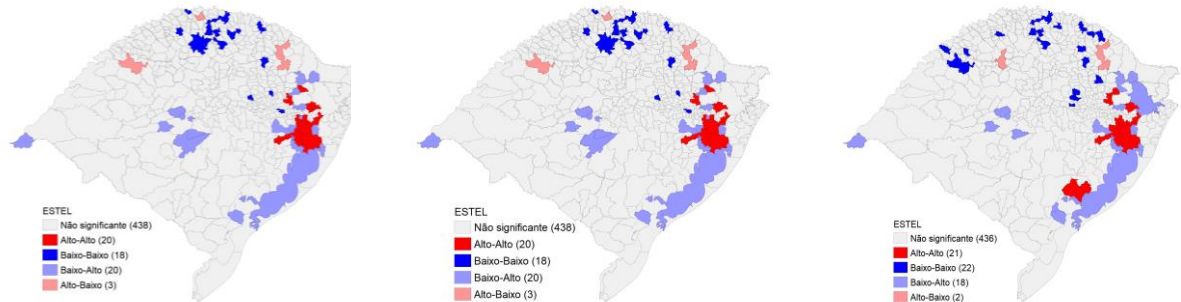 ESTEL
Não significante (438)
Alto-Alto (20)
Baixo-Baixo (18)
Baixo-Alto (20)
Alto-Baixo (3)
ESTEL
Não significante (438)
Alto-Alto (20)
Baixo-Baixo (18)
Baixo-Alto (20)
Alto-Baixo (3)
ESTEL
Não significante (436)
Alto-Alto (21)
Baixo-Baixo (22)
Baixo-Alto (18)
Alto-Baixo (2)